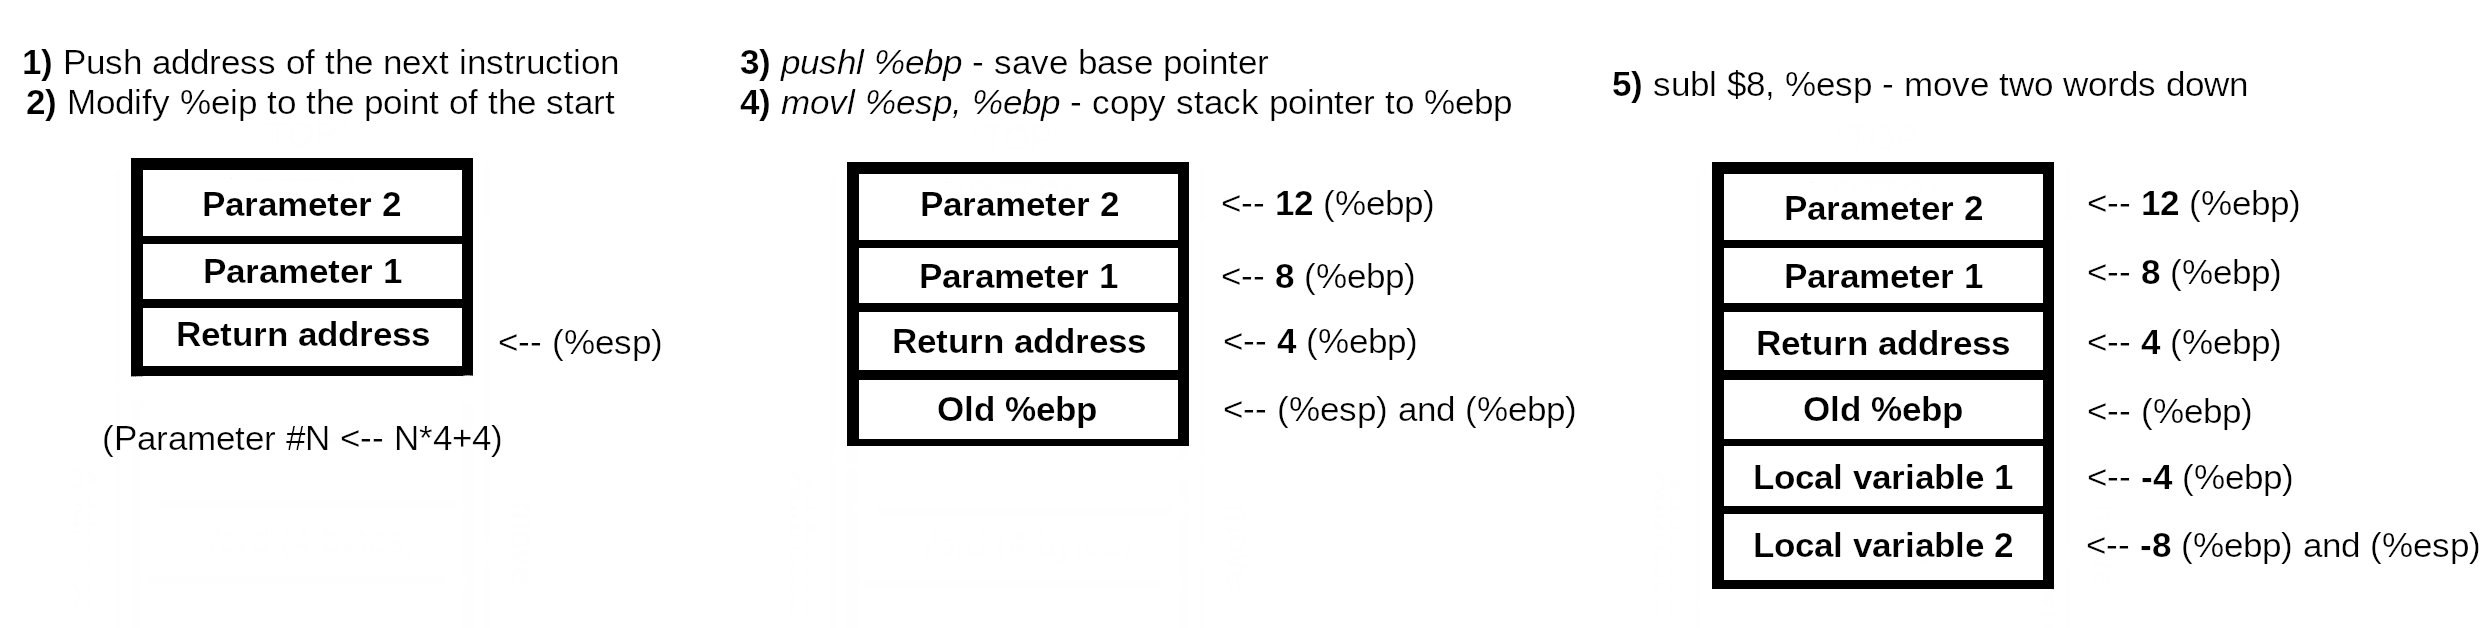 1) Push address of the next instruction
2) Modify %eip to the point of the start
Parameter 2
Parameter 1
Return address <-- (%esp)
(Parameter #N <-- N*4+4)
3) pushl %ebp - save base pointer
4) movl %esp, %ebp - copy stack pointer to %ebp
Parameter 2 <-- 12 (%ebp)
Parameter 1 <-- 8 (%ebp)
Return address <-- 4 (%ebp)
Old %ebp <-- (%esp) and (%ebp)
5) subl $8, %esp - move two words down
Parameter 2 <-- 12 (%ebp)
Parameter 1 <-- 8 (%ebp)
Return address <-- 4 (%ebp)
Old %ebp <-- (%ebp)
Local variable 1 <-- -4 (%ebp)
Local variable 2 <-- -8 (%ebp) and (%esp)